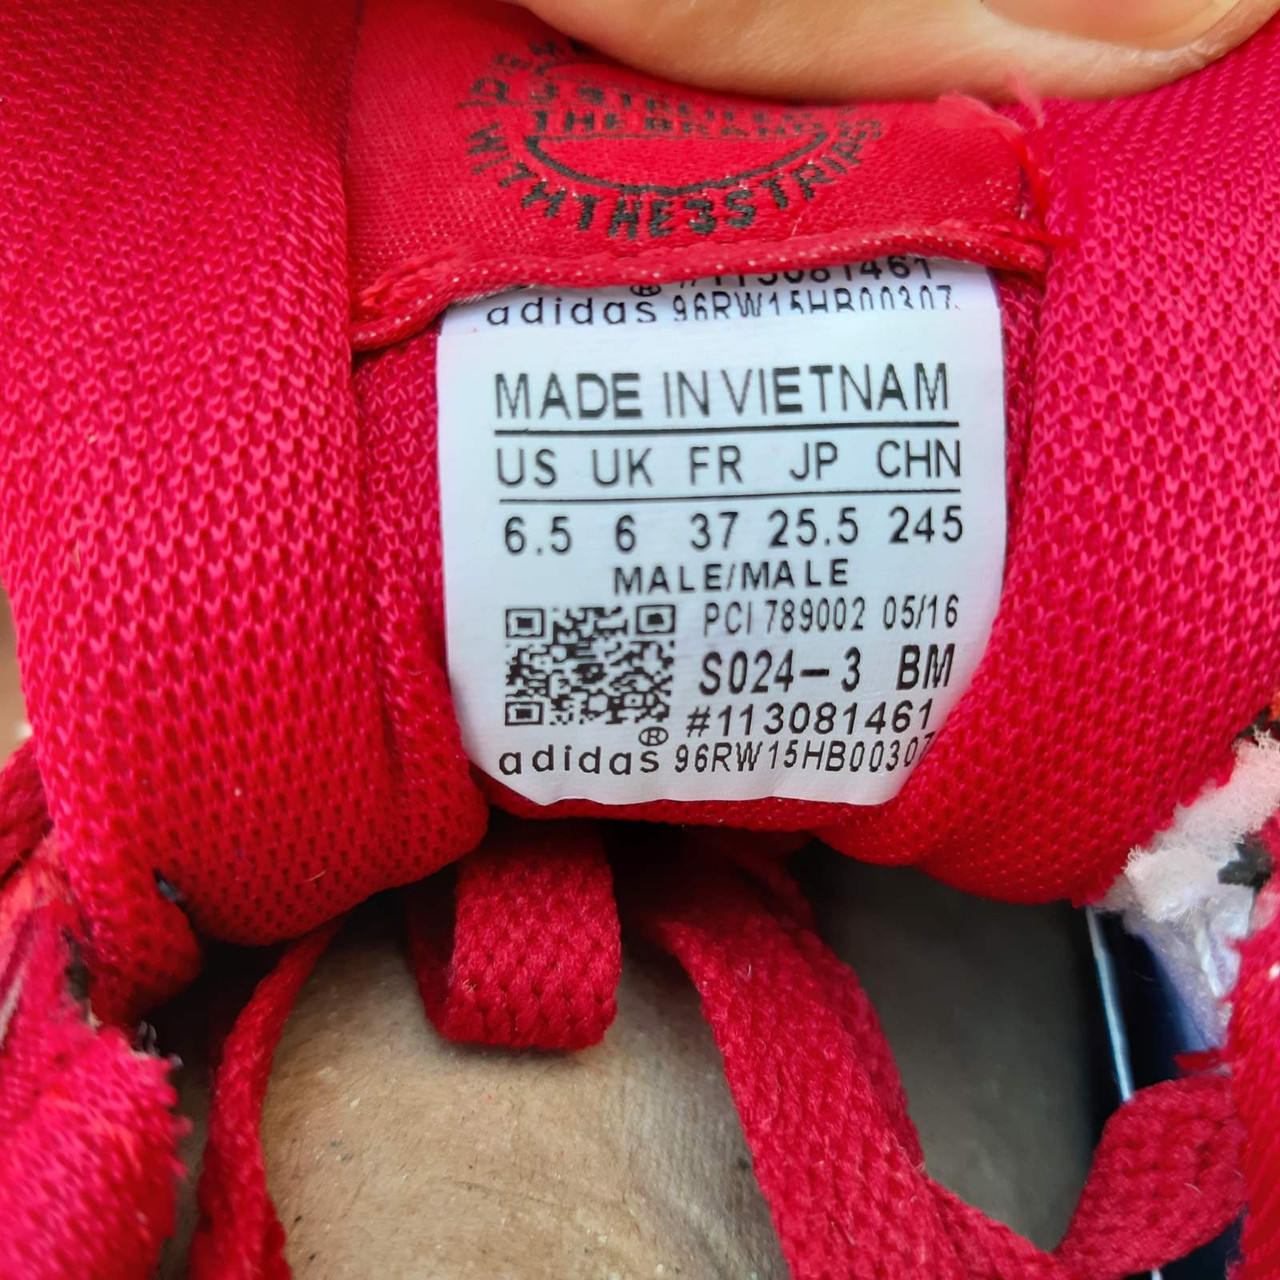 THE BRAND
WITH THE 3 STRIPES
#113081461
adidas® 96RW15HB00307
MADE IN VIETNAM
US UK FR JP CHN
6.5 6 37 25.5 245
MALE/MALE
PCI 789002 05/16
S024-3 BM
#113081461
adidas® 96RW15HB00307